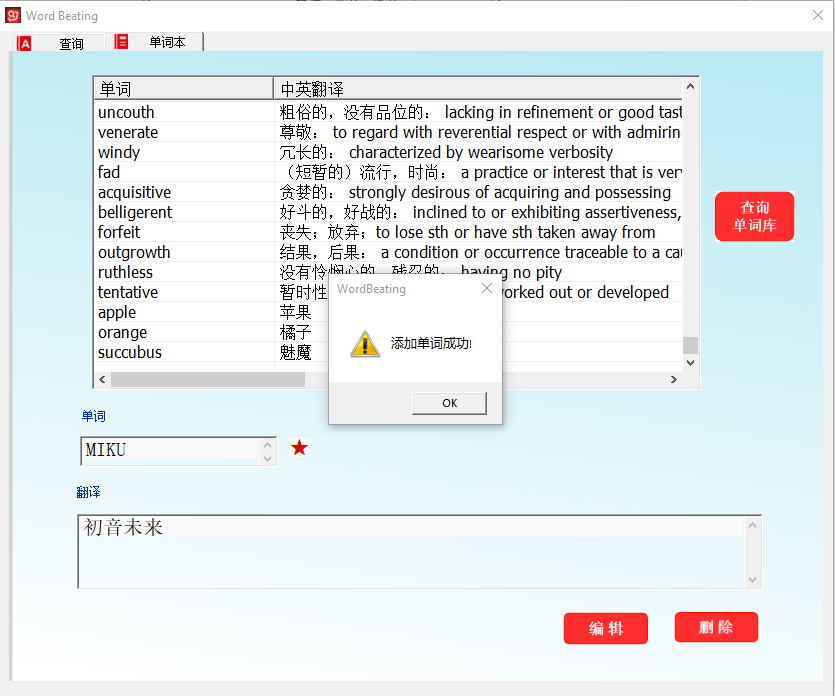 Word Beating
查询 单词本
单词 中英翻译
uncouth 粗俗的，没有品位的： lacking in refinement or good tast
venerate 尊敬： to regard with reverential respect or with admirin
windy 冗长的： characterized by wearisome verbosity
fad （短暂的）流行，时尚： a practice or interest that is ver
acquisitive 贪婪的： strongly desirous of acquiring and possessing
belligerent 好斗的，好战的： inclined to or exhibiting assertiveness,
forfeit 丧失；放弃；to lose sth or have sth taken away from
outgrowth 结果，后果： a condition or occurrence traceable to a cau
ruthless 没有怜悯心的，残忍的： having no pity
tentative 暂时性 worked out or developed
apple 苹果
orange 橘子
succubus 魅魔
查询
单词库
WordBeating
添加单词成功!
OK
单词
MIKU
翻译
初音未来
编辑 删除